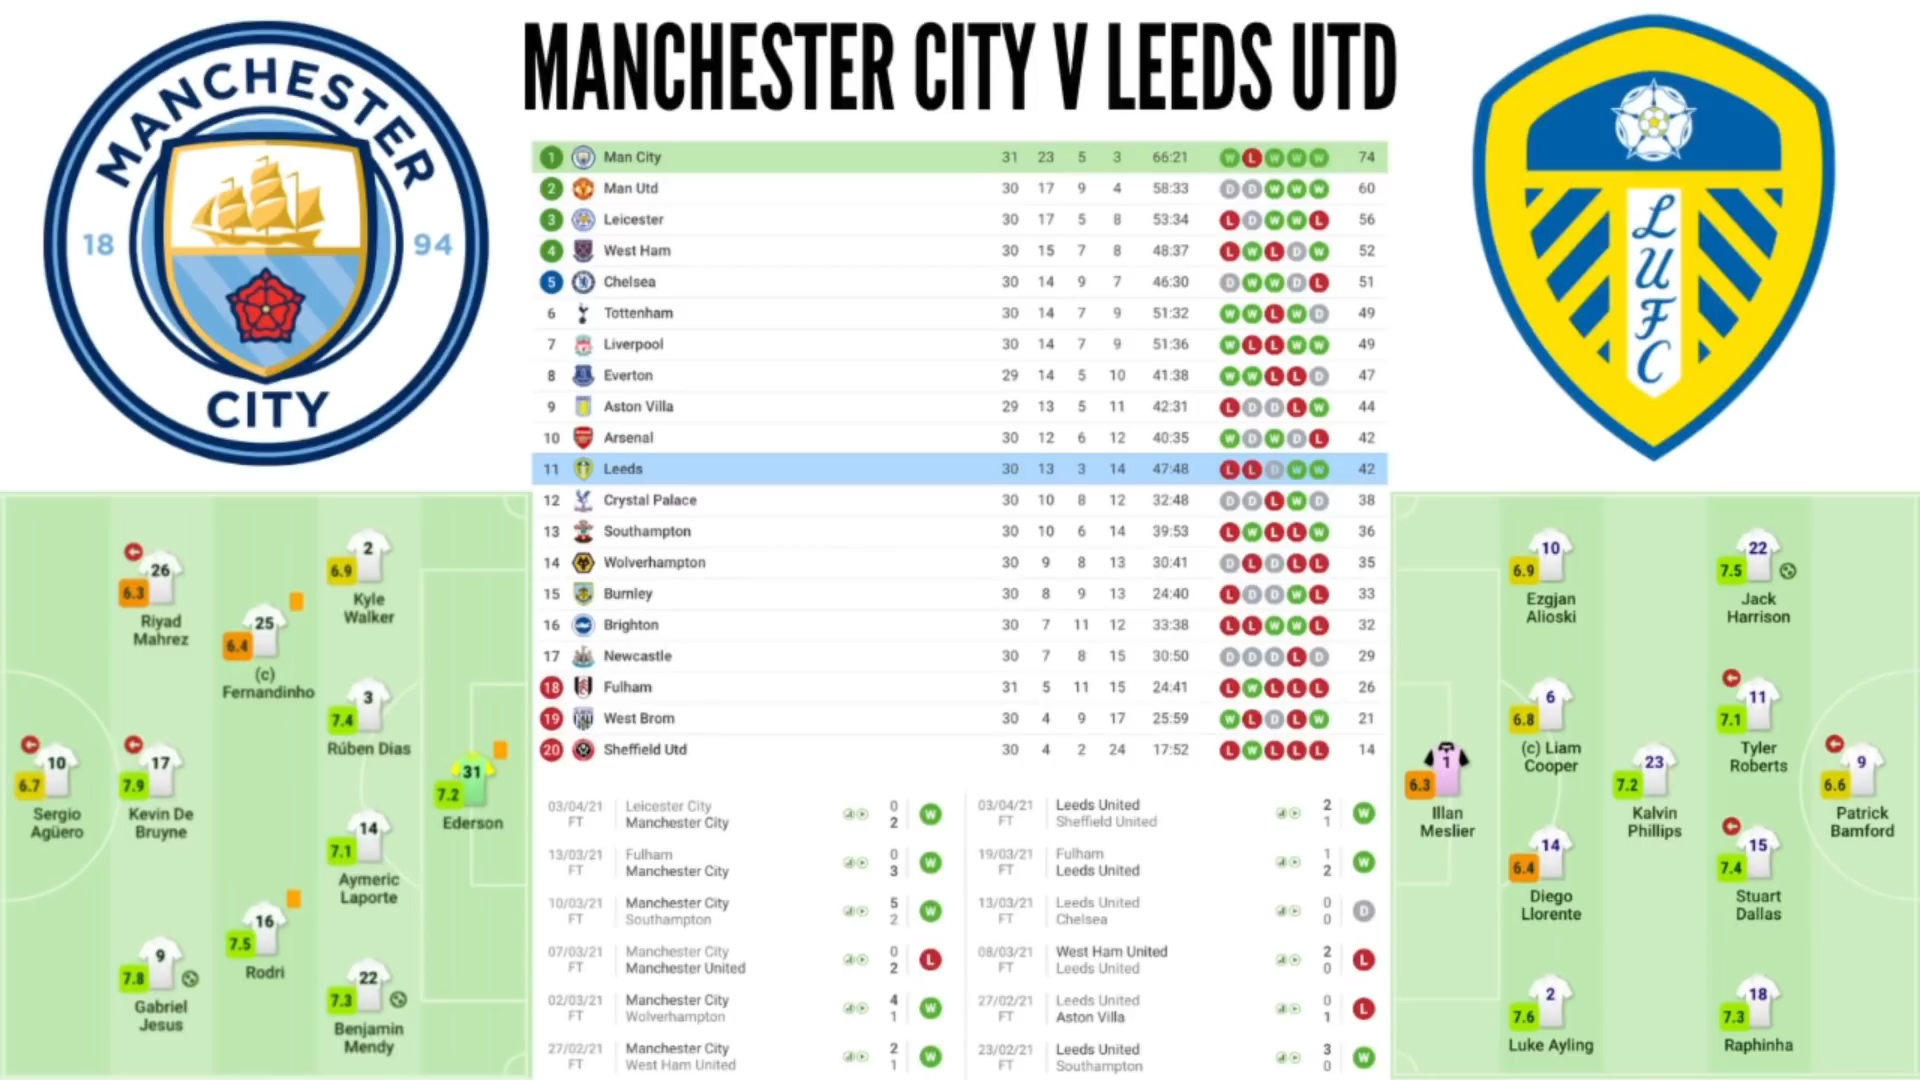 MANCHESTER CITY V LEEDS UTD
MANCHESTER
18 94
CITY
LUFC
1 Man City 31 23 5 3 66:21 W L W W W 74
2 Man Utd 30 17 9 4 58:33 D D W W W 60
3 Leicester 30 17 5 8 53:34 L D W W L 56
4 West Ham 30 15 7 8 48:37 L W L D W 52
5 Chelsea 30 14 9 7 46:30 D W W D L 51
6 Tottenham 30 14 7 9 51:32 W W L W D 49
7 Liverpool 30 14 7 9 51:36 W L L W W 49
8 Everton 29 14 5 10 41:38 W W L L D 47
9 Aston Villa 29 13 5 11 42:31 L D D L W 44
10 Arsenal 30 12 6 12 40:35 W D W D L 42
11 Leeds 30 13 3 14 47:48 L L D W W 42
12 Crystal Palace 30 10 8 12 32:48 D D L W D 38
13 Southampton 30 10 6 14 39:53 L W L L W 36
14 Wolverhampton 30 9 8 13 30:41 D L D L L 35
15 Burnley 30 8 9 13 24:40 L D D W L 33
16 Brighton 30 7 11 12 33:38 L L W W L 32
17 Newcastle 30 7 8 15 30:50 D D D L D 29
18 Fulham 31 5 11 15 24:41 L W L L L 26
19 West Brom 30 4 9 17 25:59 W L D L W 21
20 Sheffield Utd 30 4 2 24 17:52 L W L L L 14
26
6.3
Riyad
Mahrez
2
6.9
Kyle
Walker
25
6.4
(c)
Fernandinho
3
7.4
Rúben Dias
10
6.7
Sergio
Agüero
17
7.9
Kevin De
Bruyne
31
7.2
Ederson
14
7.1
Aymeric
Laporte
16
7.5
Rodri
9
7.8
Gabriel
Jesus
22
7.3
Benjamin
Mendy
03/04/21 Leicester City 0
FT Manchester City 2 W
13/03/21 Fulham 0
FT Manchester City 3 W
10/03/21 Manchester City 5
FT Southampton 2 W
07/03/21 Manchester City 0
FT Manchester United 2 L
02/03/21 Manchester City 4
FT Wolverhampton 1 W
27/02/21 Manchester City 2
FT West Ham United 1 W
03/04/21 Leeds United 2
FT Sheffield United 1 W
19/03/21 Fulham 1
FT Leeds United 2 W
13/03/21 Leeds United 0
FT Chelsea 0 D
08/03/21 West Ham United 2
FT Leeds United 0 L
27/02/21 Leeds United 0
FT Aston Villa 1 L
23/02/21 Leeds United 3
FT Southampton 0 W
10
6.9
Ezgjan
Alioski
22
7.5
Jack
Harrison
6
6.8
(c) Liam
Cooper
11
7.1
Tyler
Roberts
1
6.3
Illan
Meslier
23
7.2
Kalvin
Phillips
9
6.6
Patrick
Bamford
14
6.4
Diego
Llorente
15
7.4
Stuart
Dallas
2
7.6
Luke Ayling
18
7.3
Raphinha